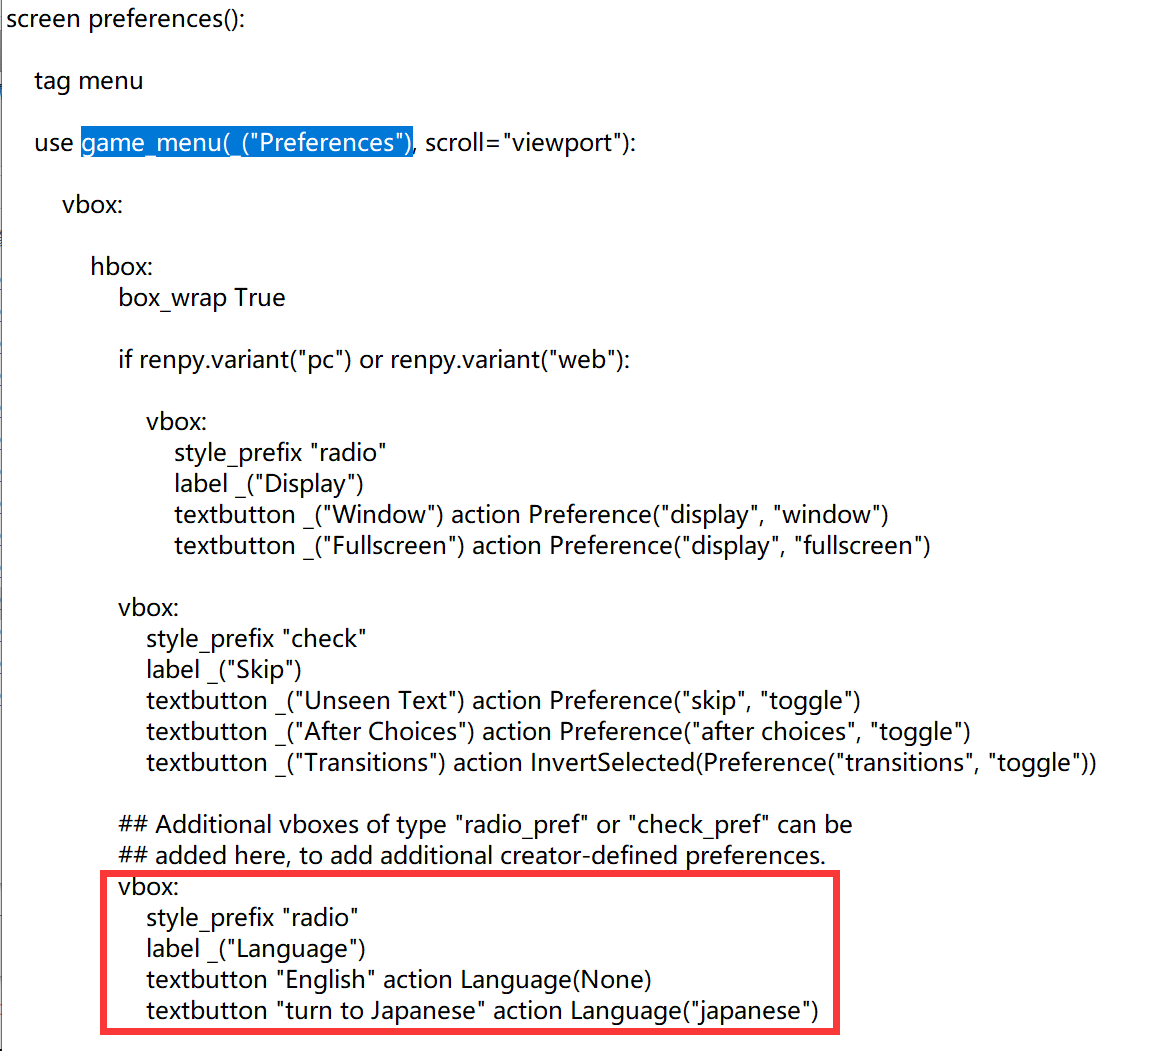 screen preferences():
tag menu
use game_menu(_("Preferences"), scroll="viewport"):
vbox:
hbox:
box_wrap True
if renpy.variant("pc") or renpy.variant("web"):
vbox:
style_prefix "radio"
label _("Display")
textbutton _("Window") action Preference("display", "window")
textbutton _("Fullscreen") action Preference("display", "fullscreen")
vbox:
style_prefix "check"
label _("Skip")
textbutton _("Unseen Text") action Preference("skip", "toggle")
textbutton _("After Choices") action Preference("after choices", "toggle")
textbutton _("Transitions") action InvertSelected(Preference("transitions", "toggle"))
## Additional vboxes of type "radio_pref" or "check_pref" can be
## added here, to add additional creator-defined preferences.
vbox:
style_prefix "radio"
label _("Language")
textbutton "English" action Language(None)
textbutton "turn to Japanese" action Language("japanese")